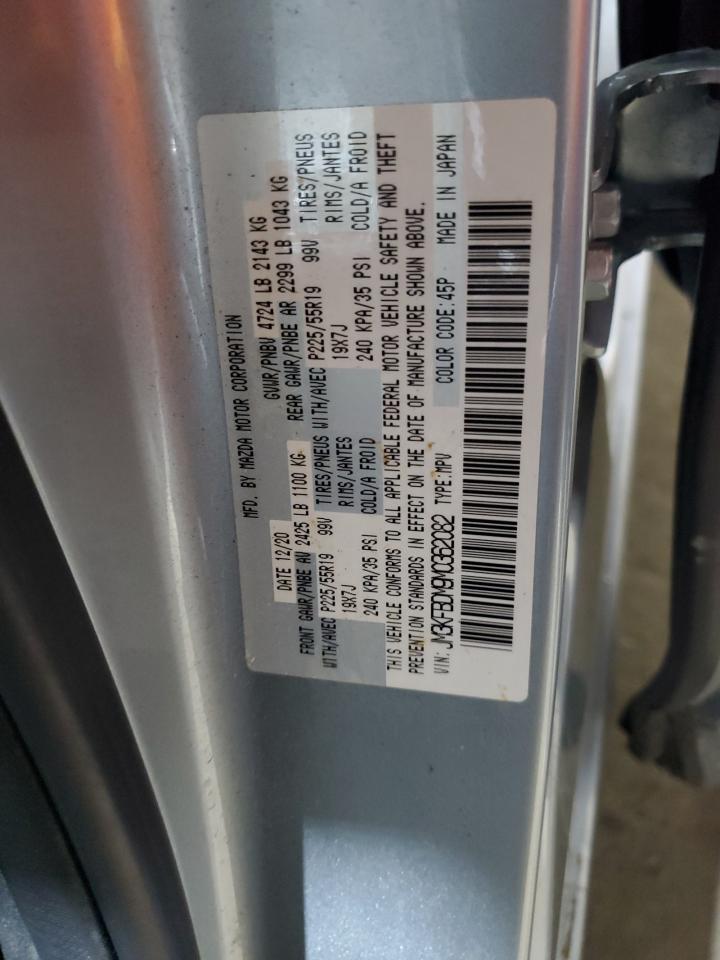 MFD. BY MAZDA MOTOR CORPORATION
DATE 12/20 GVWR/PNBV 4724 LB 2143 KG
FRONT GAWR/PNBE AV 2425 LB 1100 KG REAR GAWR/PNBE AR 2299 LB 1043 KG
WITH/AVEC P225/55R19 99V TIRES/PNEUS WITH/AVEC P225/55R19 99V TIRES/PNEUS
19X7J RIMS/JANTES 19X7J RIMS/JANTES
240 KPA/35 PSI COLD/A FROID 240 KPA/35 PSI COLD/A FROID
THIS VEHICLE CONFORMS TO ALL APPLICABLE FEDERAL MOTOR VEHICLE SAFETY AND THEFT
PREVENTION STANDARDS IN EFFECT ON THE DATE OF MANUFACTURE SHOWN ABOVE.
VIN: JM3KFBDM9M0362082 TYPE:MPV COLOR CODE:45P MADE IN JAPAN